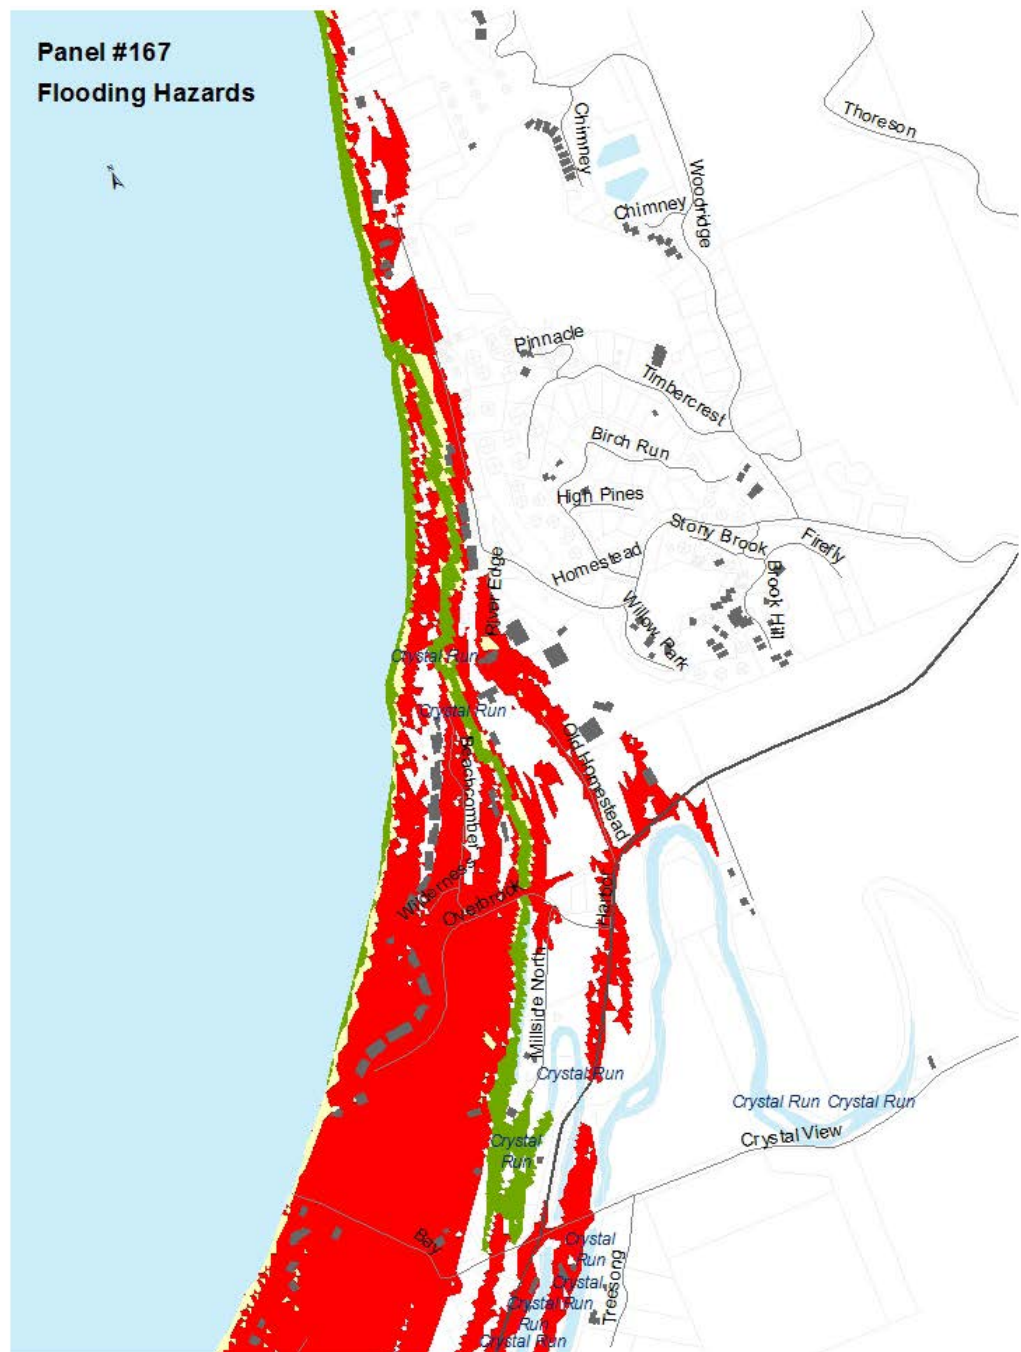 Panel #167
Flooding Hazards
Thoreson
Chimney
Woodridge
Chimney
Pinnacle
Timbercrest
Birch Run
High Pines
Stony Brook
Firefly
Homestead
Brook Hill
River Edge
Willow Park
Crystal Run
Crystal Run
Old Homestead
Beachcomber
Wilderness
Overbrook
Harbor
Millside North
Crystal Run
Crystal Run
Crystal Run
Crystal View
Crystal
Run
Bay
Crystal
Run
Treesong
Crystal
Crystal Run
Run
Crystal Run